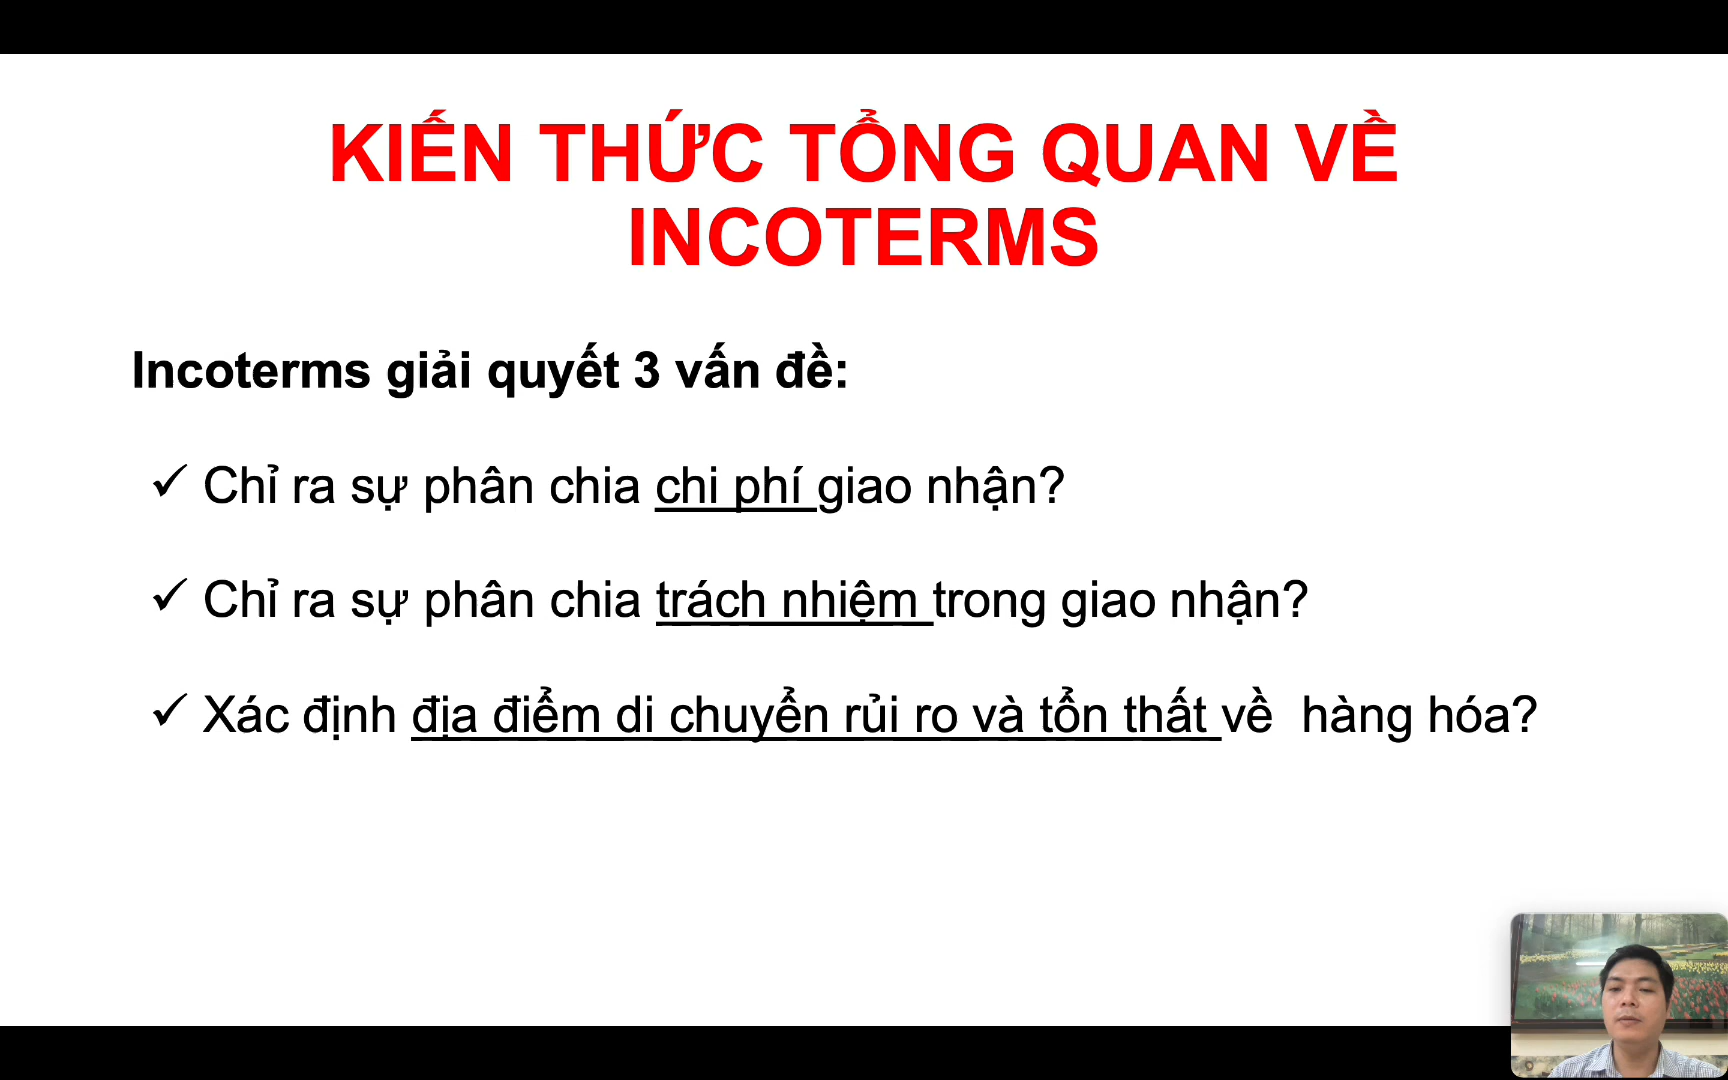 KIẾN THỨC TỔNG QUAN VỀ
INCOTERMS
Incoterms giải quyết 3 vấn đề:
✓ Chỉ ra sự phân chia chi phí giao nhận?
✓ Chỉ ra sự phân chia trách nhiệm trong giao nhận?
✓ Xác định địa điểm di chuyển rủi ro và tổn thất về  hàng hóa?